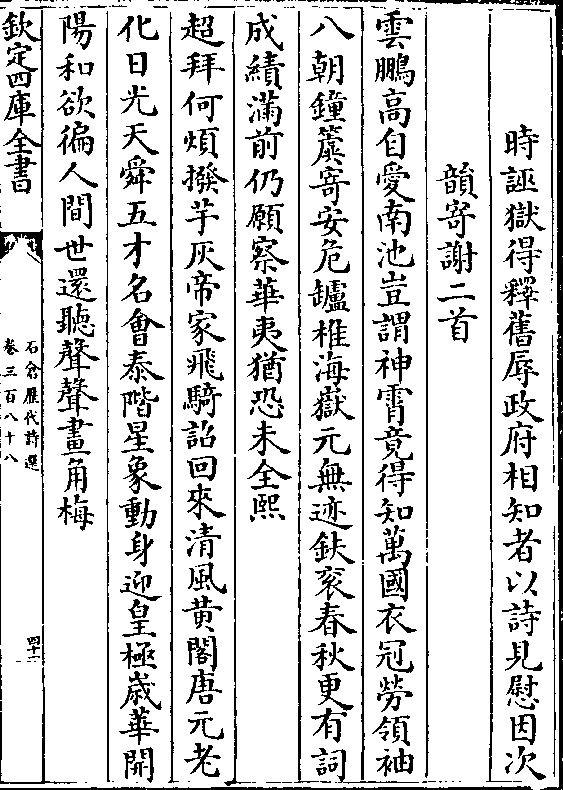 時誣獄得釋舊辱政府相知者以詩見慰因次
韻寄謝二首
雲鵬高自愛南池豈謂神霄竟得知萬國衣冠勞領袖
八朝鐘簴寄安危鑪椎海嶽元無迹鈇衮春秋更有詞
成績滿前仍願察華夷猶恐未全熙
超拜何煩撥芋灰帝家飛騎詔回來清風黄閣唐元老
化日光天舜五才名會泰階星象動身迎皇極歲華開
陽和欲徧人間世還聽聲聲畫角梅
欽定四庫全書
石倉歷代詩選
卷三百八十八
四十二